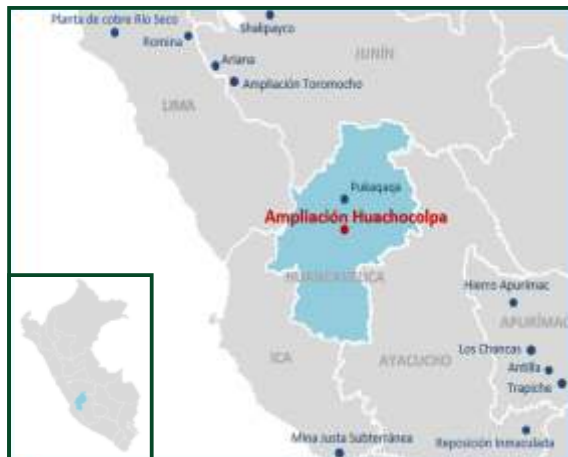 Planta de cobre Río Seco
Shalipayco
Romina
JUNÍN
Ariana
Ampliación Toromocho
LIMA
Pukaqaqa
Ampliación Huachocolpa
HUANCAVELICA
Hierro Apurímac
APURÍMAC
Los Chancas
ICA
AYACUCHO
Antilla
Trapiche
Mina Justa Subterránea
Reposición Inmaculada